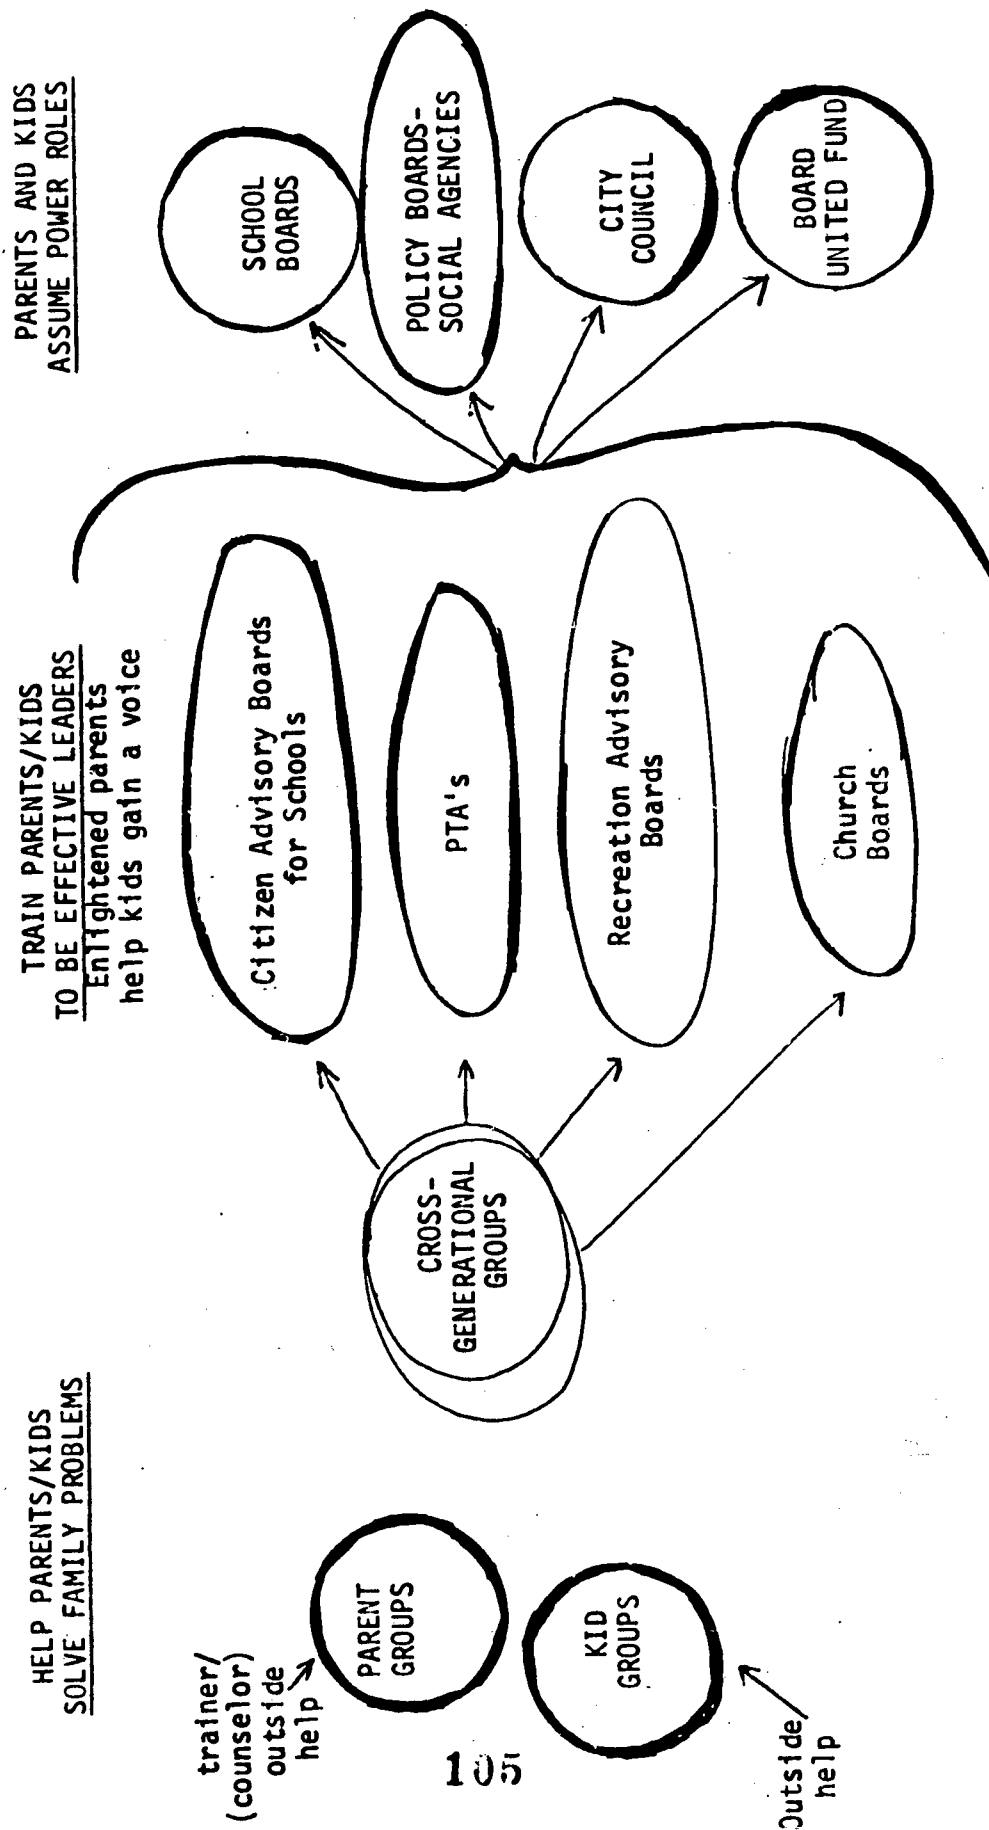 HELP PARENTS/KIDS
SOLVE FAMILY PROBLEMS
trainer/
(counselor)
outside
help
PARENT
GROUPS
KID
GROUPS
Outside
help
CROSS-
GENERATIONAL
GROUPS
TRAIN PARENTS/KIDS
TO BE EFFECTIVE LEADERS
Enlightened parents
help kids gain a voice
Citizen Advisory Boards
for Schools
PTA's
Recreation Advisory
Boards
Church
Boards
PARENTS AND KIDS
ASSUME POWER ROLES
SCHOOL
BOARDS
POLICY BOARDS-
SOCIAL AGENCIES
CITY
COUNCIL
BOARD
UNITED FUND
105